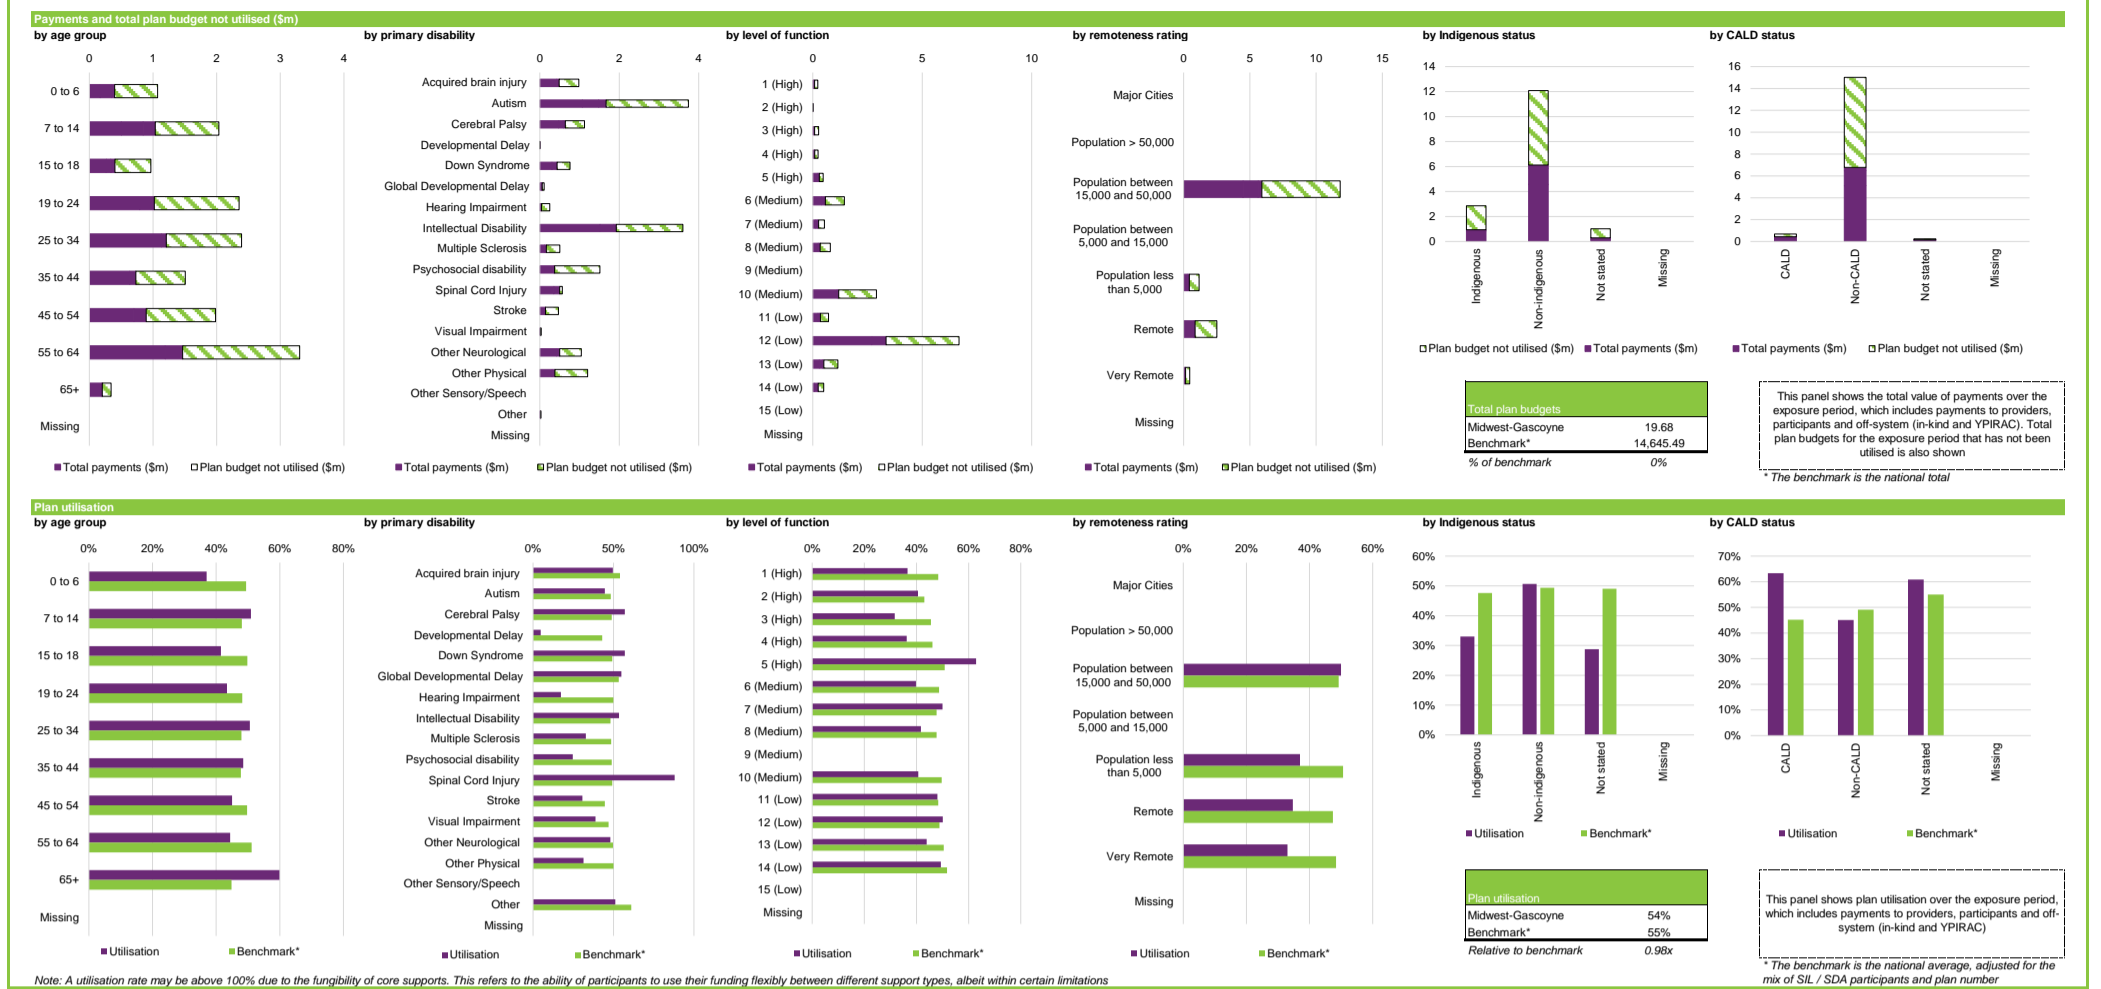 Payments and total plan budget not utilised ($m)
by age group
0 1 2 3 4
0 to 6
7 to 14
15 to 18
19 to 24
25 to 34
35 to 44
45 to 54
55 to 64
65+
Missing
Total payments ($m) Plan budget not utilised ($m)
by primary disability
0 2 4
Acquired brain injury
Autism
Cerebral Palsy
Developmental Delay
Down Syndrome
Global Developmental Delay
Hearing Impairment
Intellectual Disability
Multiple Sclerosis
Psychosocial disability
Spinal Cord Injury
Stroke
Visual Impairment
Other Neurological
Other Physical
Other Sensory/Speech
Other
Missing
Total payments ($m) Plan budget not utilised ($m)
by level of function
0 5 10
1 (High)
2 (High)
3 (High)
4 (High)
5 (High)
6 (Medium)
7 (Medium)
8 (Medium)
9 (Medium)
10 (Medium)
11 (Low)
12 (Low)
13 (Low)
14 (Low)
15 (Low)
Missing
Total payments ($m) Plan budget not utilised ($m)
by remoteness rating
0 5 10 15
Major Cities
Population > 50,000
Population between
15,000 and 50,000
Population between
5,000 and 15,000
Population less
than 5,000
Remote
Very Remote
Missing
Total payments ($m) Plan budget not utilised ($m)
by Indigenous status
14
12
10
8
6
4
2
0
Indigenous
Non-indigenous
Not stated
Missing
Plan budget not utilised ($m) Total payments ($m)
by CALD status
16
14
12
10
8
6
4
2
0
CALD
Non-CALD
Not stated
Missing
Total payments ($m) Plan budget not utilised ($m)
Total plan budgets
Midwest-Gascoyne 19.68
Benchmark* 14,645.49
% of benchmark 0%
This panel shows the total value of payments over the
exposure period, which includes payments to providers,
participants and off-system (in-kind and YPIRAC). Total
plan budgets for the exposure period that has not been
utilised is also shown
* The benchmark is the national total
Plan utilisation
by age group
0% 20% 40% 60% 80%
0 to 6
7 to 14
15 to 18
19 to 24
25 to 34
35 to 44
45 to 54
55 to 64
65+
Missing
Utilisation Benchmark*
by primary disability
0% 50% 100%
Acquired brain injury
Autism
Cerebral Palsy
Developmental Delay
Down Syndrome
Global Developmental Delay
Hearing Impairment
Intellectual Disability
Multiple Sclerosis
Psychosocial disability
Spinal Cord Injury
Stroke
Visual Impairment
Other Neurological
Other Physical
Other Sensory/Speech
Other
Missing
Utilisation Benchmark*
by level of function
0% 20% 40% 60% 80%
1 (High)
2 (High)
3 (High)
4 (High)
5 (High)
6 (Medium)
7 (Medium)
8 (Medium)
9 (Medium)
10 (Medium)
11 (Low)
12 (Low)
13 (Low)
14 (Low)
15 (Low)
Missing
Utilisation Benchmark*
by remoteness rating
0% 20% 40% 60%
Major Cities
Population > 50,000
Population between
15,000 and 50,000
Population between
5,000 and 15,000
Population less
than 5,000
Remote
Very Remote
Missing
Utilisation Benchmark*
by Indigenous status
60%
50%
40%
30%
20%
10%
0%
Indigenous
Non-indigenous
Not stated
Missing
Utilisation Benchmark*
by CALD status
70%
60%
50%
40%
30%
20%
10%
0%
CALD
Non-CALD
Not stated
Missing
Utilisation Benchmark*
Plan utilisation
Midwest-Gascoyne 54%
Benchmark* 55%
Relative to benchmark 0.98x
This panel shows plan utilisation over the exposure period,
which includes payments to providers, participants and off-
system (in-kind and YPIRAC)
* The benchmark is the national average, adjusted for the
mix of SIL / SDA participants and plan number
Note: A utilisation rate may be above 100% due to the fungibility of core supports. This refers to the ability of participants to use their funding flexibly between different support types, albeit within certain limitations